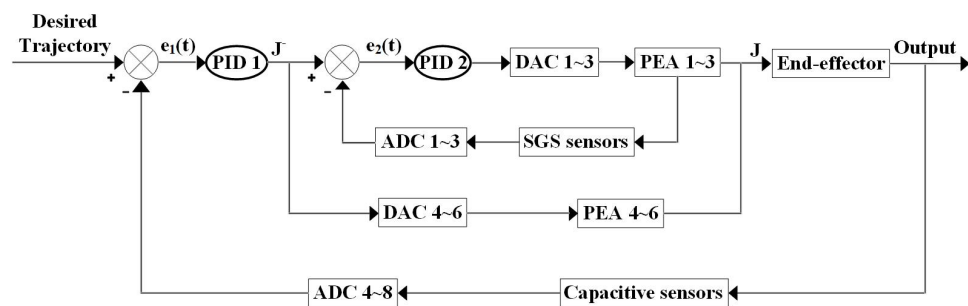 Desired
Trajectory
e₁(t)
PID 1
J⁻
e₂(t)
PID 2
DAC 1~3
PEA 1~3
J
End-effector
Output
+
-
+
-
ADC 1~3
SGS sensors
DAC 4~6
PEA 4~6
ADC 4~8
Capacitive sensors